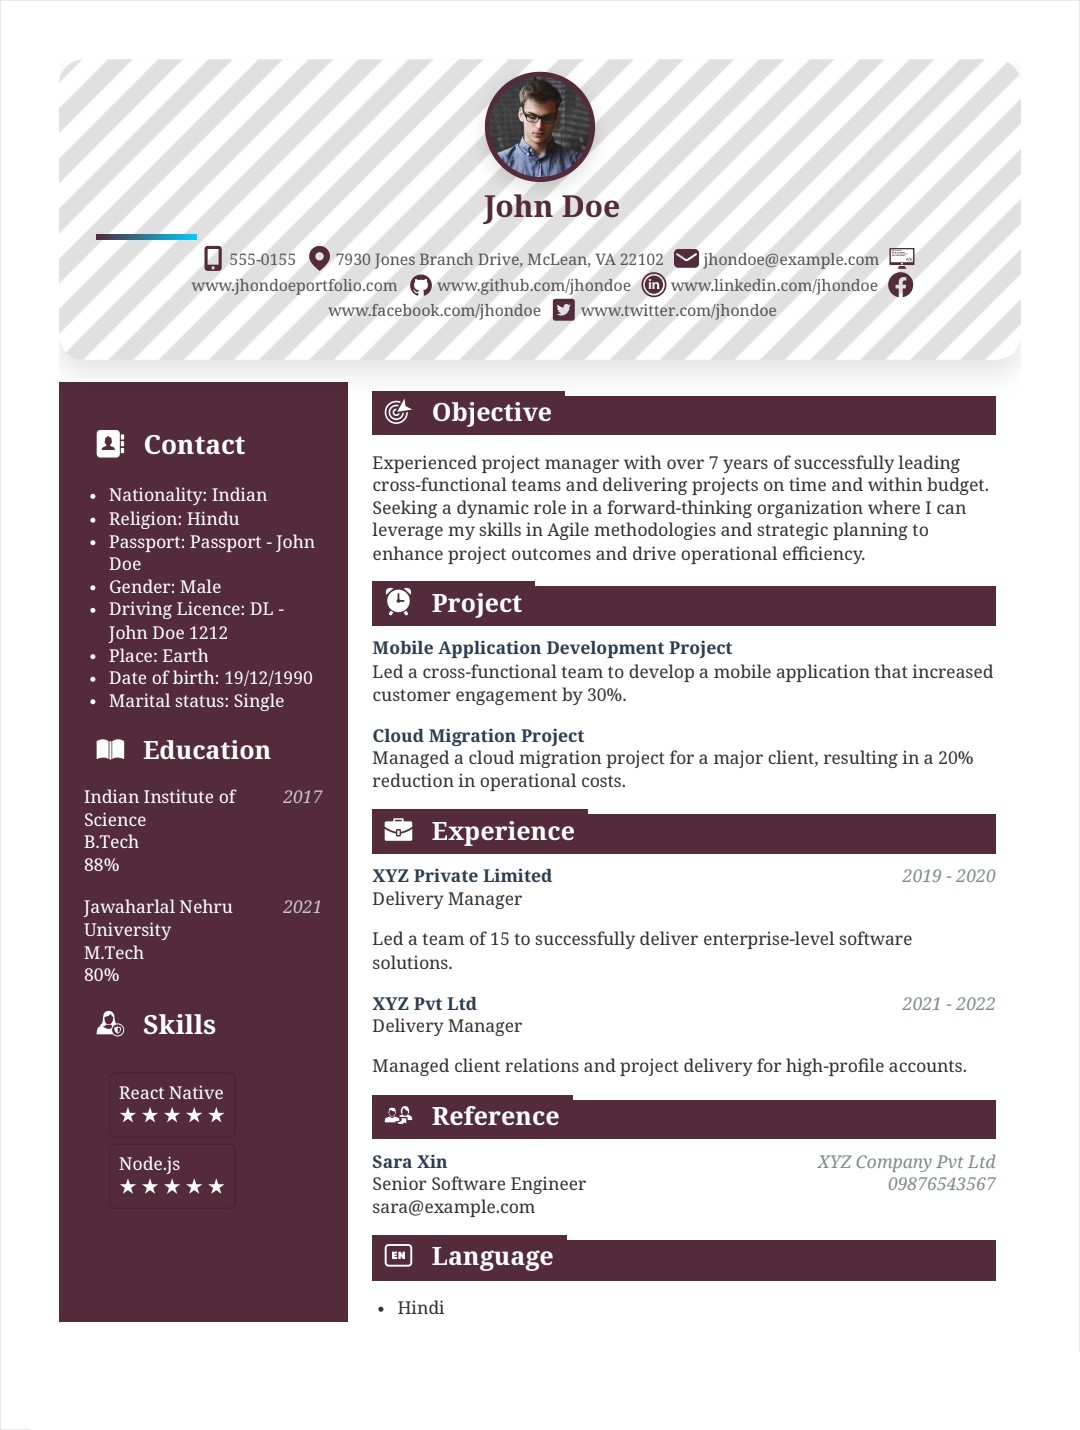 John Doe
555-0155 7930 Jones Branch Drive, McLean, VA 22102 jhondoe@example.com
www.jhondoeportfolio.com www.github.com/jhondoe www.linkedin.com/jhondoe
www.facebook.com/jhondoe www.twitter.com/jhondoe
Contact
• Nationality: Indian
• Religion: Hindu
• Passport: Passport - John
Doe
• Gender: Male
• Driving Licence: DL -
John Doe 1212
• Place: Earth
• Date of birth: 19/12/1990
• Marital status: Single
Education
Indian Institute of 2017
Science
B.Tech
88%
Jawaharlal Nehru 2021
University
M.Tech
80%
Skills
React Native
★ ★ ★ ★ ★
Node.js
★ ★ ★ ★ ★
Objective
Experienced project manager with over 7 years of successfully leading
cross-functional teams and delivering projects on time and within budget.
Seeking a dynamic role in a forward-thinking organization where I can
leverage my skills in Agile methodologies and strategic planning to
enhance project outcomes and drive operational efficiency.
Project
Mobile Application Development Project
Led a cross-functional team to develop a mobile application that increased
customer engagement by 30%.
Cloud Migration Project
Managed a cloud migration project for a major client, resulting in a 20%
reduction in operational costs.
Experience
XYZ Private Limited 2019 - 2020
Delivery Manager
Led a team of 15 to successfully deliver enterprise-level software
solutions.
XYZ Pvt Ltd 2021 - 2022
Delivery Manager
Managed client relations and project delivery for high-profile accounts.
Reference
Sara Xin XYZ Company Pvt Ltd
Senior Software Engineer 09876543567
sara@example.com
EN Language
• Hindi